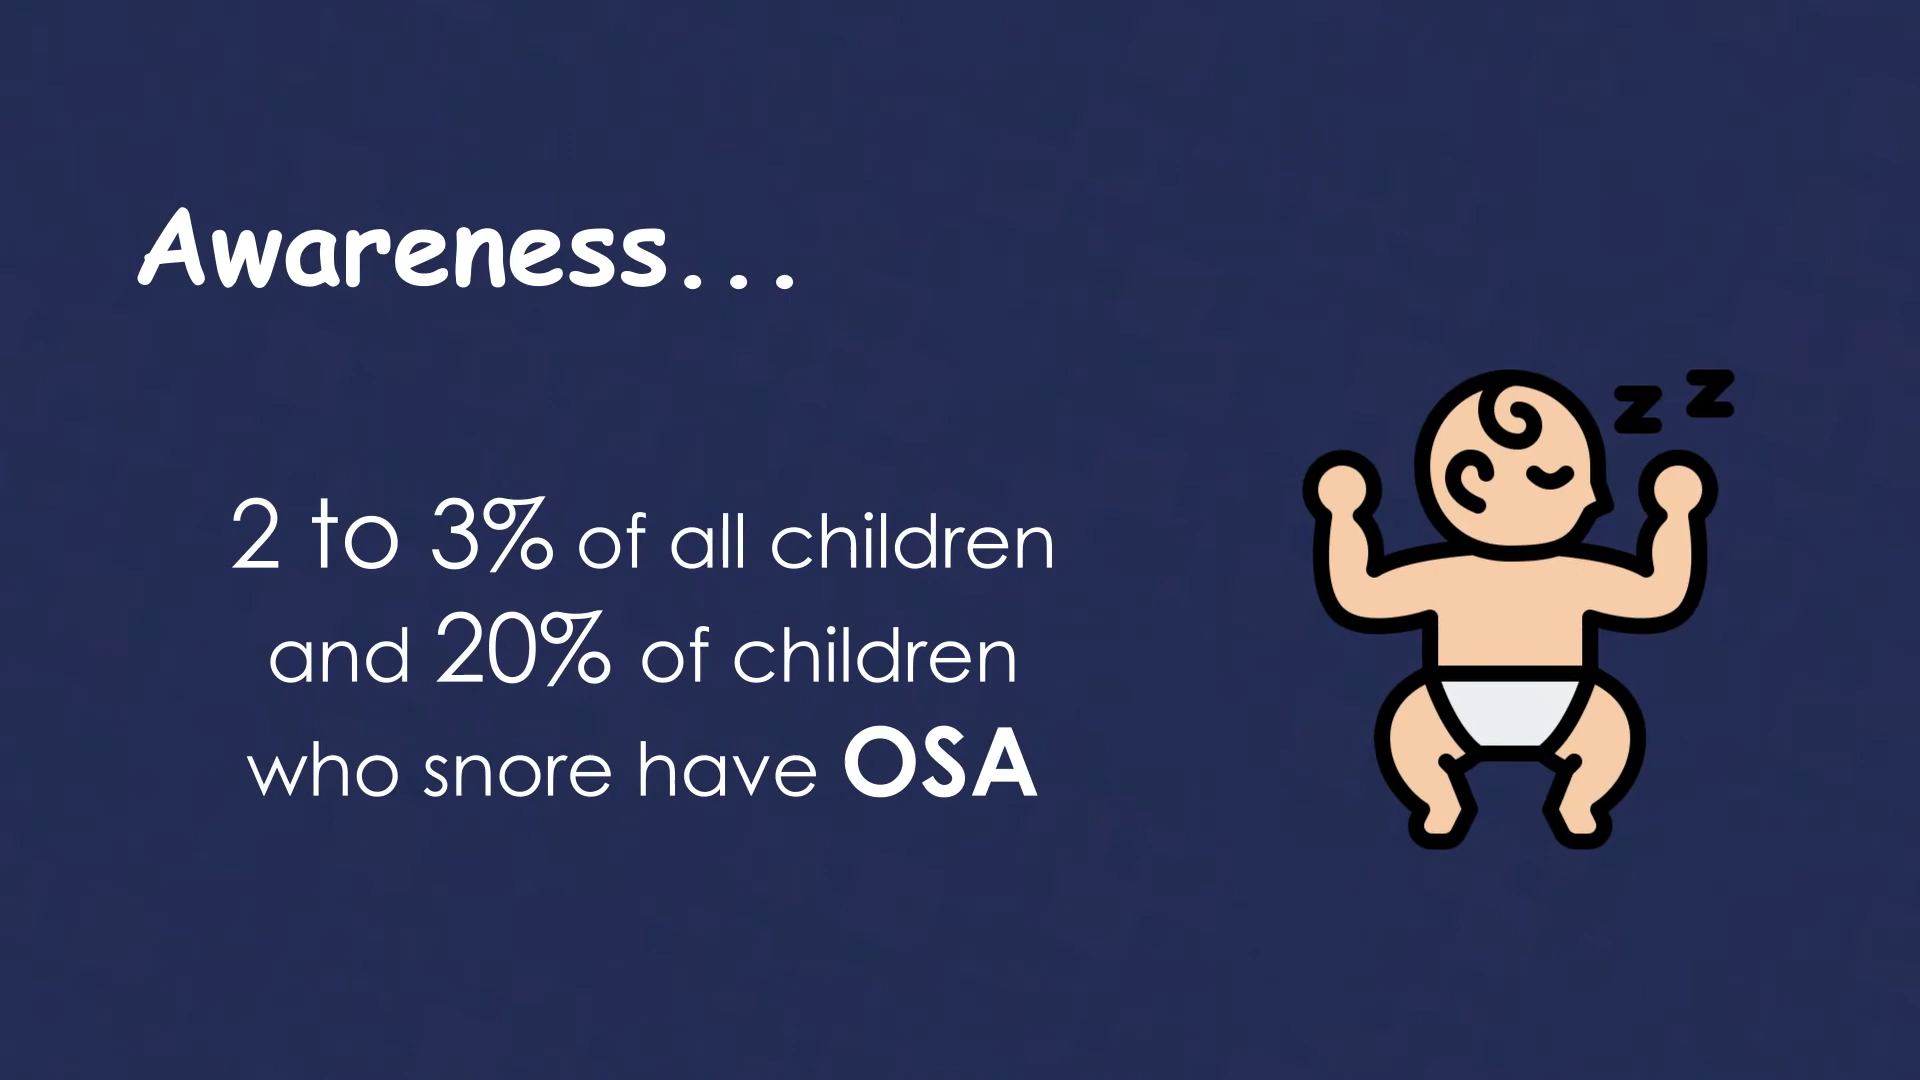 Awareness...
z z
2 to 3% of all children
and 20% of children
who snore have OSA